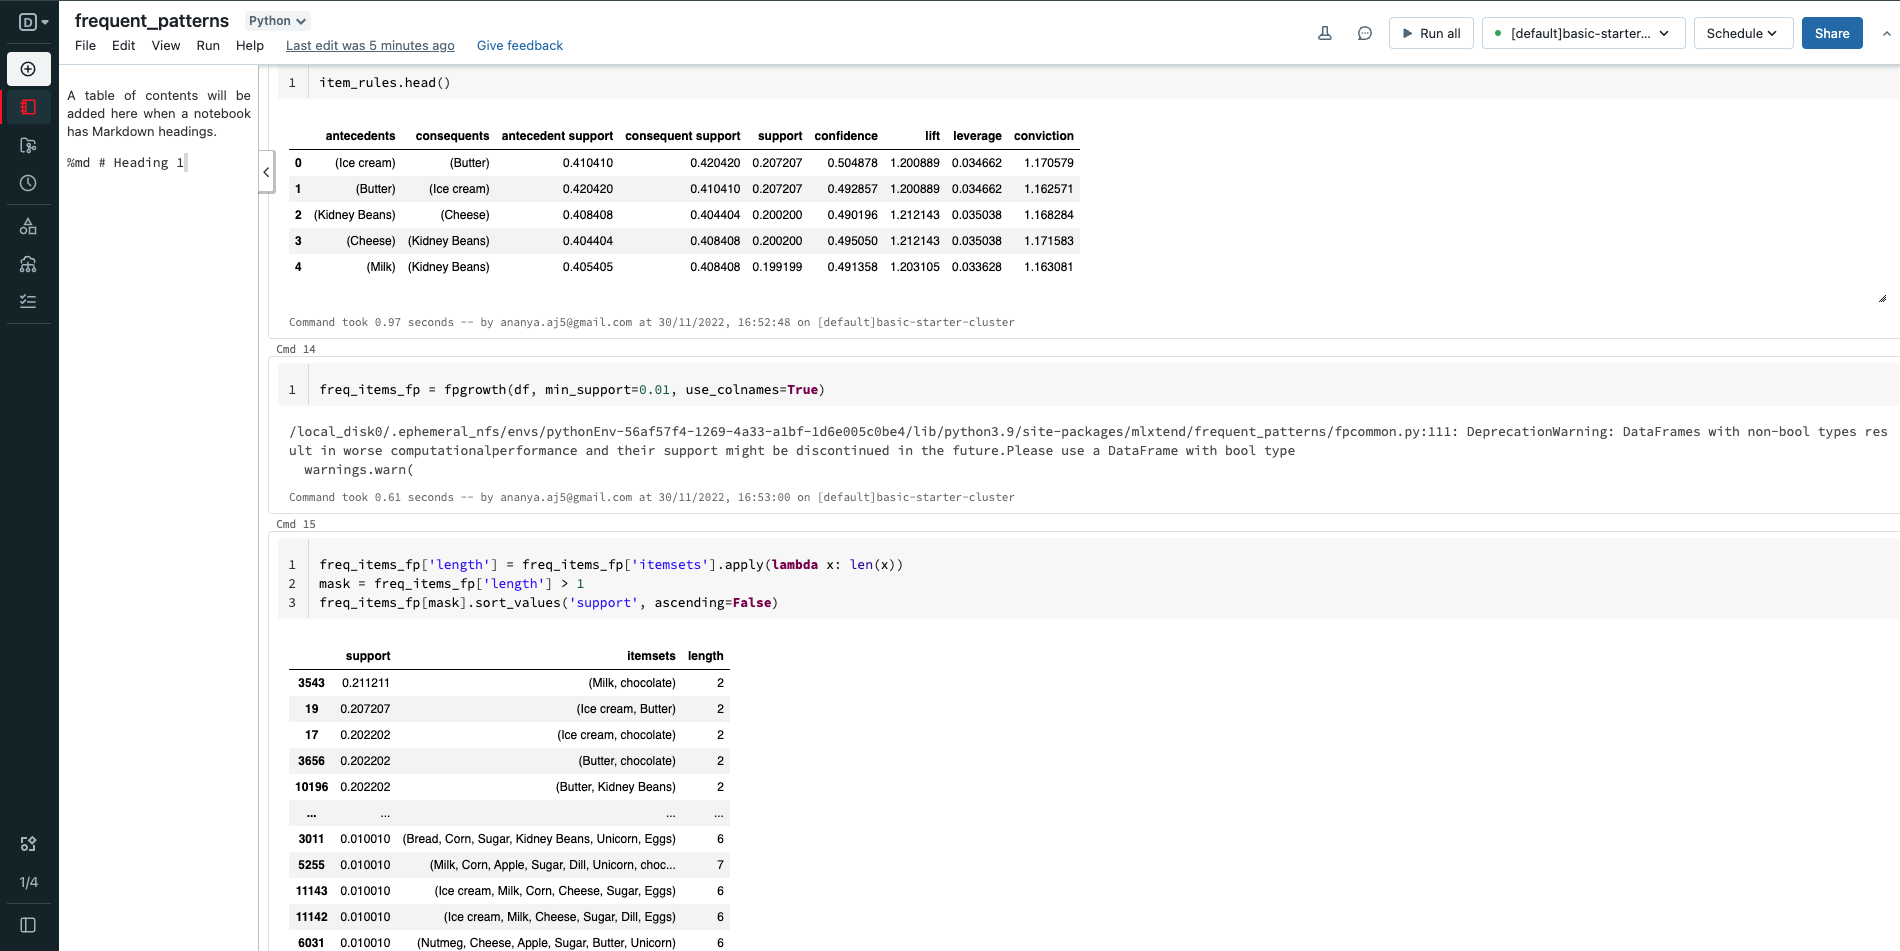 frequent_patterns Python
File Edit View Run Help Last edit was 5 minutes ago Give feedback
Run all [default]basic-starter... Schedule Share
D
A table of contents will be
added here when a notebook
has Markdown headings.
%md # Heading 1
1/4
1 item_rules.head()
antecedents consequents antecedent support consequent support support confidence lift leverage conviction
0 (Ice cream) (Butter) 0.410410 0.420420 0.207207 0.504878 1.200889 0.034662 1.170579
1 (Butter) (Ice cream) 0.420420 0.410410 0.207207 0.492857 1.200889 0.034662 1.162571
2 (Kidney Beans) (Cheese) 0.408408 0.404404 0.200200 0.490196 1.212143 0.035038 1.168284
3 (Cheese) (Kidney Beans) 0.404404 0.408408 0.200200 0.495050 1.212143 0.035038 1.171583
4 (Milk) (Kidney Beans) 0.405405 0.408408 0.199199 0.491358 1.203105 0.033628 1.163081
Command took 0.97 seconds -- by ananya.aj5@gmail.com at 30/11/2022, 16:52:48 on [default]basic-starter-cluster
Cmd 14
1 freq_items_fp = fpgrowth(df, min_support=0.01, use_colnames=True)
/local_disk0/.ephemeral_nfs/envs/pythonEnv-56af57f4-1269-4a33-a1bf-1d6e005c0be4/lib/python3.9/site-packages/mlxtend/frequent_patterns/fpcommon.py:111: DeprecationWarning: DataFrames with non-bool types res
ult in worse computationalperformance and their support might be discontinued in the future.Please use a DataFrame with bool type
warnings.warn(
Command took 0.61 seconds -- by ananya.aj5@gmail.com at 30/11/2022, 16:53:00 on [default]basic-starter-cluster
Cmd 15
1 freq_items_fp['length'] = freq_items_fp['itemsets'].apply(lambda x: len(x))
2 mask = freq_items_fp['length'] > 1
3 freq_items_fp[mask].sort_values('support', ascending=False)
support itemsets length
3543 0.211211 (Milk, chocolate) 2
19 0.207207 (Ice cream, Butter) 2
17 0.202202 (Ice cream, chocolate) 2
3656 0.202202 (Butter, chocolate) 2
10196 0.202202 (Butter, Kidney Beans) 2
... ... ... ...
3011 0.010010 (Bread, Corn, Sugar, Kidney Beans, Unicorn, Eggs) 6
5255 0.010010 (Milk, Corn, Apple, Sugar, Dill, Unicorn, choc... 7
11143 0.010010 (Ice cream, Milk, Corn, Cheese, Sugar, Eggs) 6
11142 0.010010 (Ice cream, Milk, Cheese, Sugar, Dill, Eggs) 6
6031 0.010010 (Nutmeg, Cheese, Apple, Sugar, Butter, Unicorn) 6